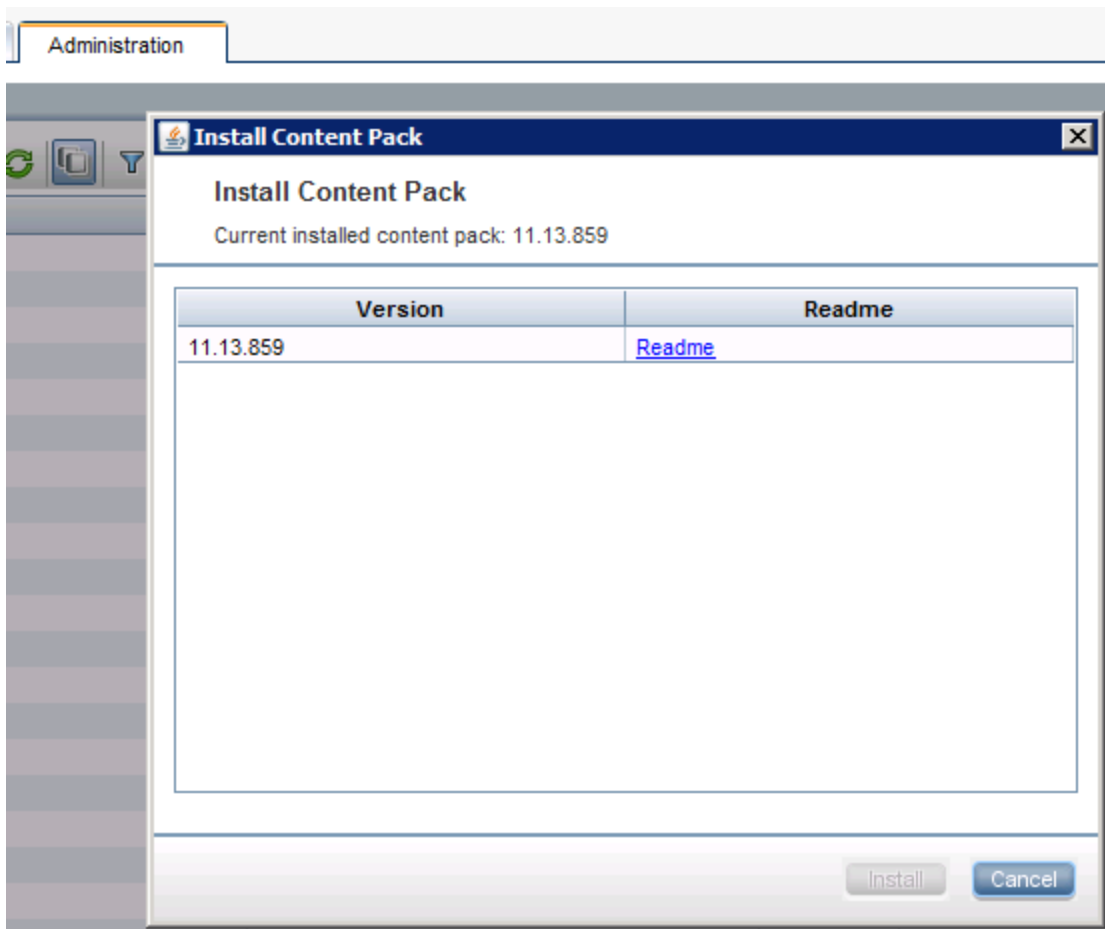 Administration
Install Content Pack
Install Content Pack
Current installed content pack: 11.13.859
Version Readme
11.13.859 Readme
Install Cancel